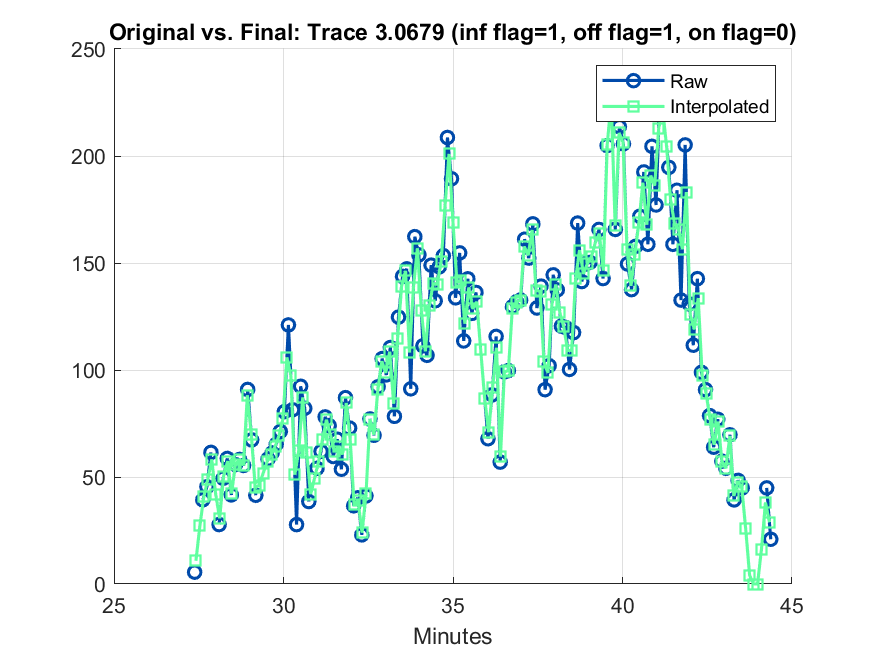 Original vs. Final: Trace 3.0679 (inf flag=1, off flag=1, on flag=0)
250
200
150
100
50
0
Raw
Interpolated
25 30 35 40 45
Minutes